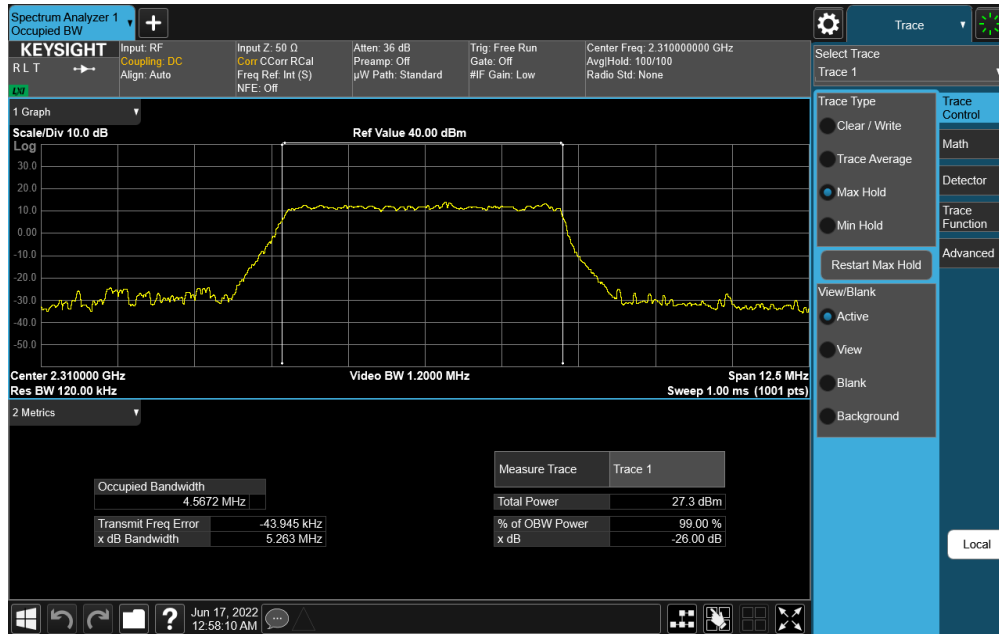 Spectrum Analyzer 1
Occupied BW
+
Trace
KEYSIGHT
R L T
LXI
Input: RF
Coupling: DC
Align: Auto
Input Z: 50 Ω
Corr CCorr RCal
Freq Ref: Int (S)
NFE: Off
Atten: 36 dB
Preamp: Off
µW Path: Standard
Trig: Free Run
Gate: Off
#IF Gain: Low
Center Freq: 2.310000000 GHz
Avg|Hold: 100/100
Radio Std: None
Select Trace
Trace 1
1 Graph
Scale/Div 10.0 dB
Ref Value 40.00 dBm
Log
30.0
20.0
10.0
0.00
-10.0
-20.0
-30.0
-40.0
-50.0
Center 2.310000 GHz
Video BW 1.2000 MHz
Span 12.5 MHz
Res BW 120.00 kHz
Sweep 1.00 ms (1001 pts)
Trace Type
Clear / Write
Trace Average
Max Hold
Min Hold
Restart Max Hold
View/Blank
Active
View
Blank
Background
Trace
Control
Math
Detector
Trace
Function
Advanced
Local
2 Metrics
Occupied Bandwidth
4.5672 MHz
Transmit Freq Error -43.945 kHz
x dB Bandwidth 5.263 MHz
Measure Trace Trace 1
Total Power 27.3 dBm
% of OBW Power 99.00 %
x dB -26.00 dB
?
Jun 17, 2022
12:58:10 AM